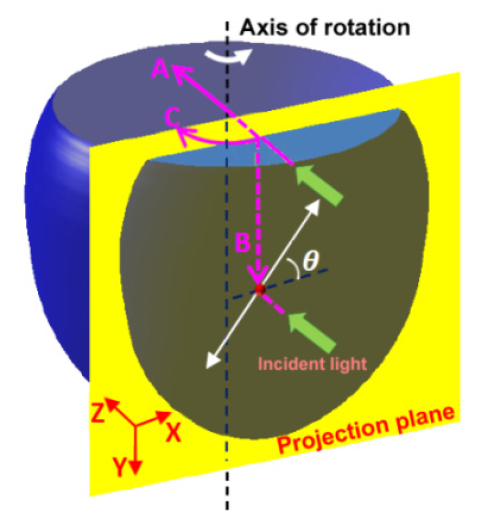 Axis of rotation
A
C
B
θ
Incident light
Z
X
Y
Projection plane